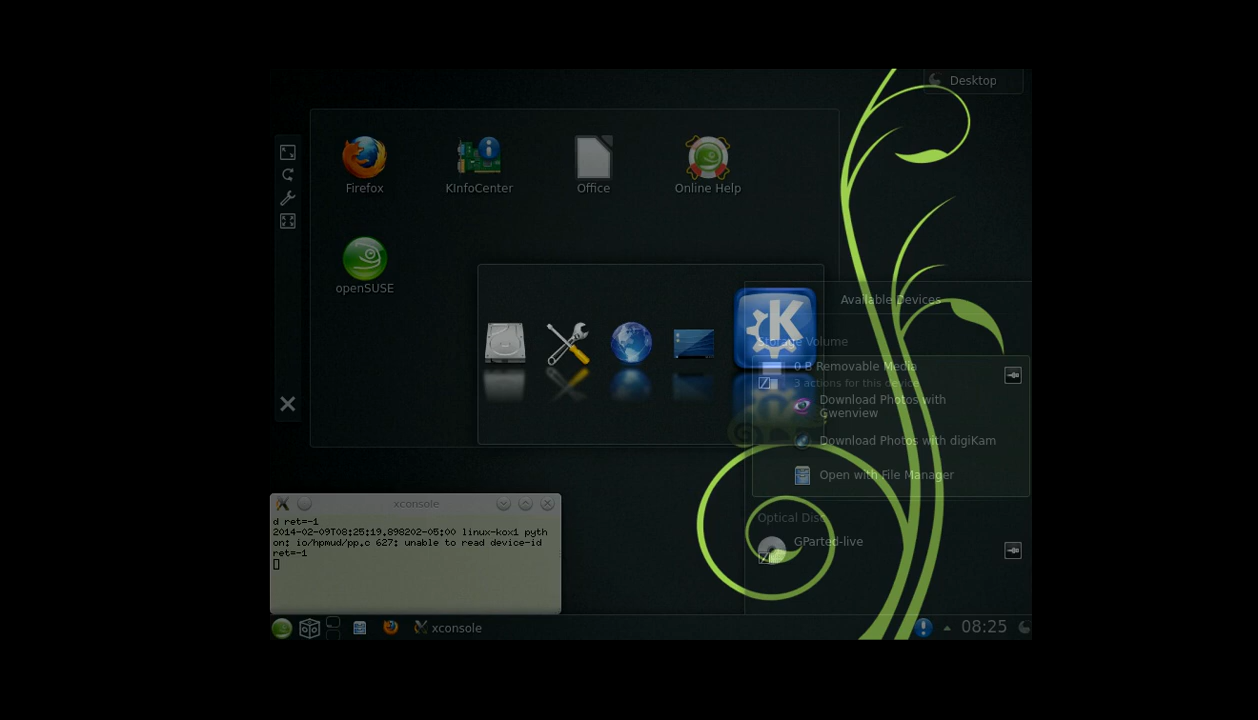 Desktop
Firefox
KInfoCenter
Office
Online Help
openSUSE
Available Devices
Storage Volume
0 B Removable Media
3 actions for this device
Download Photos with
Gwenview
Download Photos with digiKam
Open with File Manager
Optical Disc
GParted-live
xconsole
d ret=-1
2014-02-09T08:25:19.898202-05:00 linux-kox1 pyth
on: io/hpmud/pp.c 627: unable to read device-id
ret=-1
xconsole
08:25